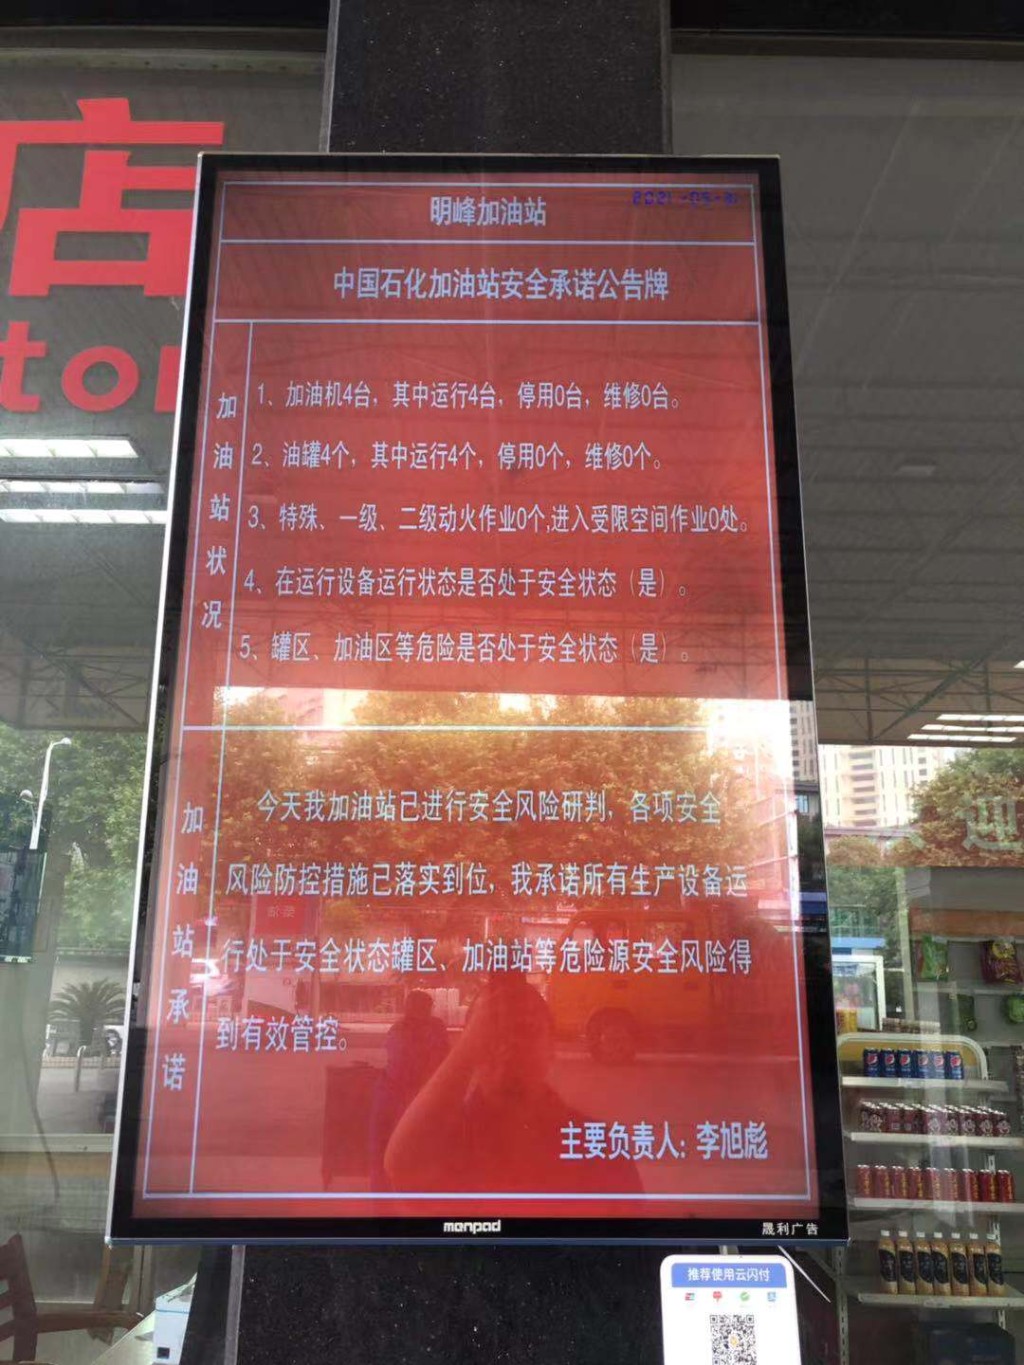 店
tor
明峰加油站
中国石化加油站安全承诺公告牌
加油站状况
1、加油机4台，其中运行4台，停用0台，维修0台。
2、油罐4个，其中运行4个，停用0个，维修0个。
3、特殊、一级、二级动火作业0个,进入受限空间作业0处。
4、在运行设备运行状态是否处于安全状态（是）。
5、罐区、加油区等危险是否处于安全状态（是）。
加油站承诺
今天我加油站已进行安全风险研判，各项安全
风险防控措施已落实到位，我承诺所有生产设备运
行处于安全状态罐区、加油站等危险源安全风险得
到有效管控。
主要负责人: 李旭彪
menpad
晟利广告
推荐使用云闪付
迎